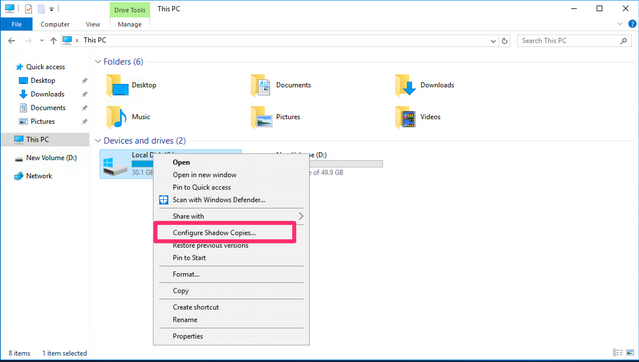 Drive Tools
This PC
File
Computer
View
Manage
This PC
Search This PC
Quick access
Desktop
Downloads
Documents
Pictures
This PC
New Volume (D:)
Network
Folders (6)
Desktop
Documents
Downloads
Music
Pictures
Videos
Devices and drives (2)
Local Disk
30.1 GB
Volume (D:)
of 49.9 GB
Open
Open in new window
Pin to Quick access
Scan with Windows Defender...
Share with
Configure Shadow Copies...
Restore previous versions
Pin to Start
Format...
Copy
Create shortcut
Rename
Properties
8 items
1 item selected